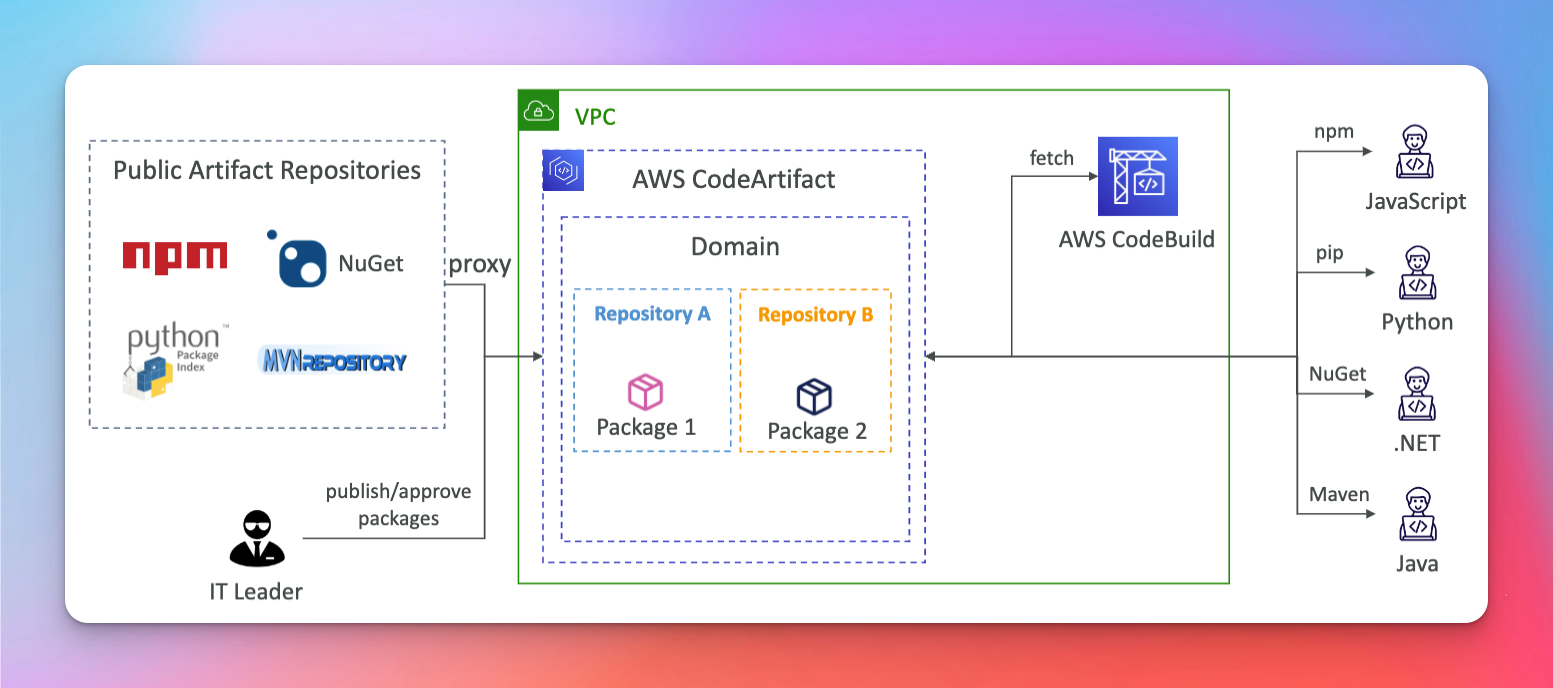 Public Artifact Repositories
npm
NuGet
python™
Package
Index
MVNREPOSITORY
proxy
publish/approve
packages
IT Leader
VPC
AWS CodeArtifact
Domain
Repository A
Package 1
Repository B
Package 2
fetch
AWS CodeBuild
npm
JavaScript
pip
Python
NuGet
.NET
Maven
Java